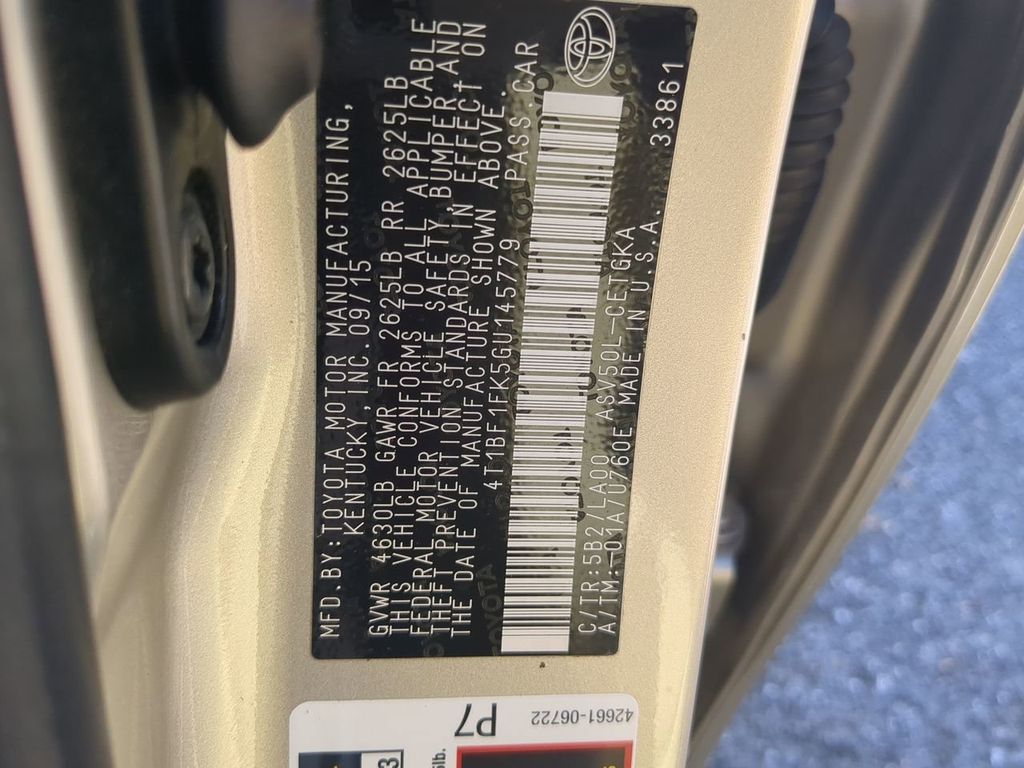 MFD.BY:TOYOTA MOTOR MANUFACTURING,
KENTUCKY,INC. 09/15
GVWR 4630LB GAWR FR 2625LB RR 2625LB
THIS VEHICLE CONFORMS TO ALL APPLICABLE
FEDERAL MOTOR VEHICLE SAFETY,BUMPER,AND
THEFT PREVENTION STANDARDS IN EFFECT ON
THE DATE OF MANUFACTURE SHOWN ABOVE.
4T1BF1FK5GU145779 PASS.CAR
C/TR:5B2/LA00 ASV50L-CETGKA
A/TM:-01A/U760E MADE IN U.S.A. 33861
TOYOTA
42661-06722
P7
3
lb.